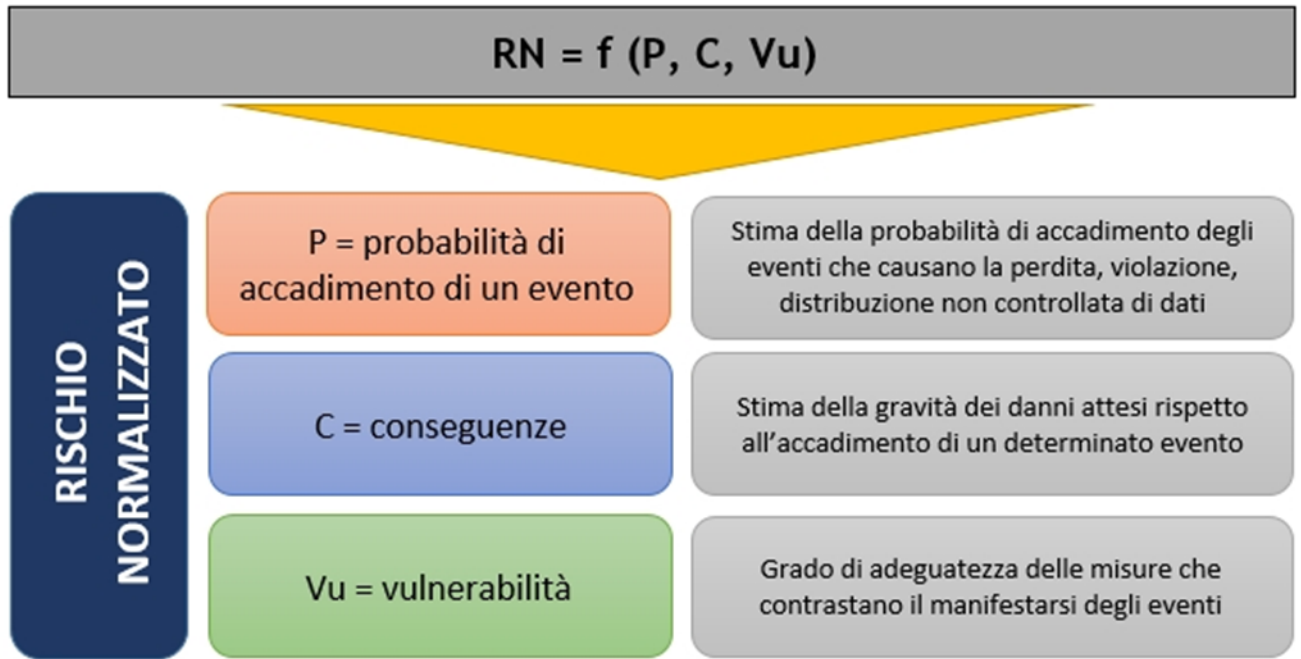 RN = f (P, C, Vu)
RISCHIO
NORMALIZZATO
P = probabilità di
accadimento di un evento
Stima della probabilità di accadimento degli
eventi che causano la perdita, violazione,
distribuzione non controllata di dati
C = conseguenze
Stima della gravità dei danni attesi rispetto
all’accadimento di un determinato evento
Vu = vulnerabilità
Grado di adeguatezza delle misure che
contrastano il manifestarsi degli eventi